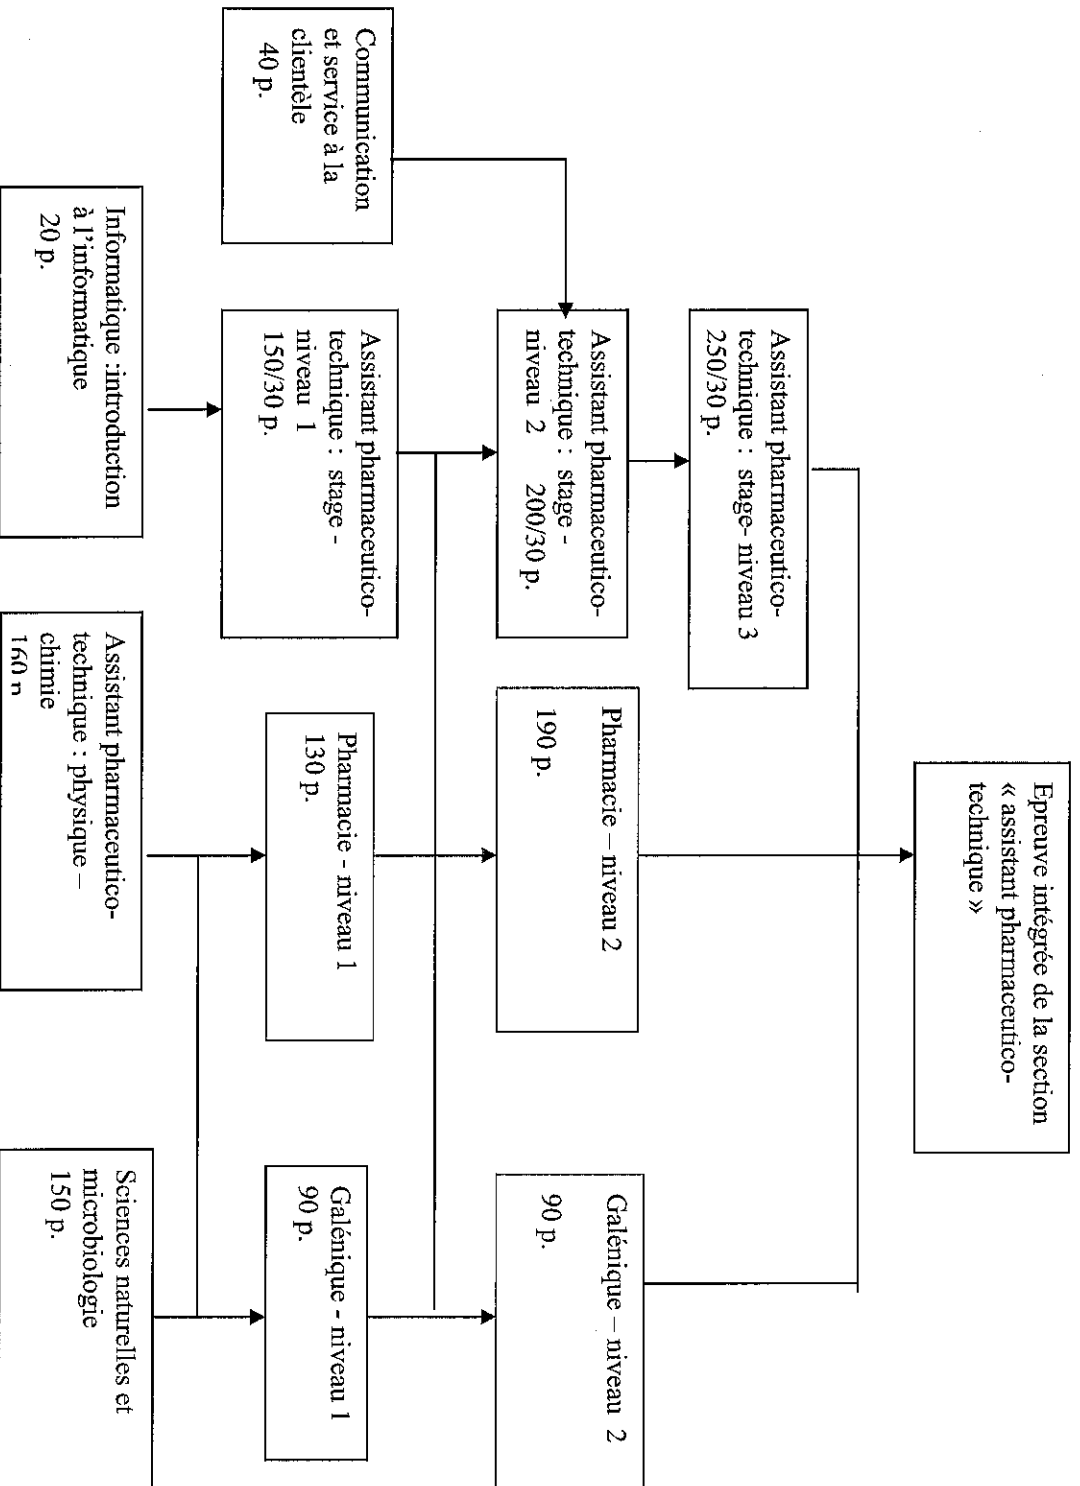 Epreuve intégrée de la section
« assistant pharmaceutico-
technique »
Assistant pharmaceutico-
technique : stage- niveau 3
250/30 p.
Assistant pharmaceutico-
technique : stage -
niveau 2 200/30 p.
Pharmacie – niveau 2
190 p.
Galénique – niveau 2
90 p.
Communication
et service à la
clientèle
40 p.
Assistant pharmaceutico-
technique : stage -
niveau 1
150/30 p.
Pharmacie - niveau 1
130 p.
Galénique - niveau 1
90 p.
Informatique :introduction
à l'informatique
20 p.
Assistant pharmaceutico-
technique : physique –
chimie
160
Sciences naturelles et
microbiologie
150 p.